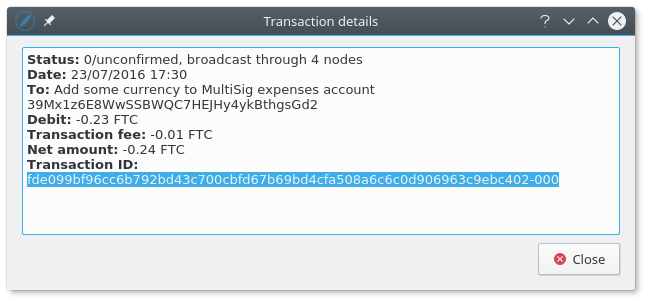 Transaction details
Status: 0/unconfirmed, broadcast through 4 nodes
Date: 23/07/2016 17:30
To: Add some currency to MultiSig expenses account
39Mx1z6E8WwSSBWQC7HEJHy4ykBthgsGd2
Debit: -0.23 FTC
Transaction fee: -0.01 FTC
Net amount: -0.24 FTC
Transaction ID:
fde099bf96cc6b792bd43c700cbfd67b69bd4cfa508a6c6c0d906963c9ebc402-000
Close